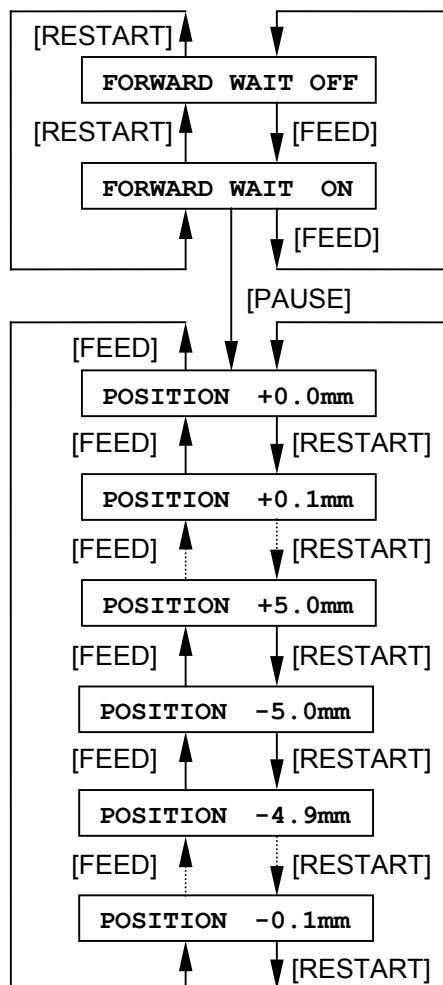 [RESTART]
FORWARD WAIT OFF
[RESTART] [FEED]
FORWARD WAIT ON
[FEED]
[PAUSE]
[FEED]
POSITION +0.0mm
[FEED] [RESTART]
POSITION +0.1mm
[FEED] [RESTART]
POSITION +5.0mm
[FEED] [RESTART]
POSITION -5.0mm
[FEED] [RESTART]
POSITION -4.9mm
[FEED] [RESTART]
POSITION -0.1mm
[RESTART]